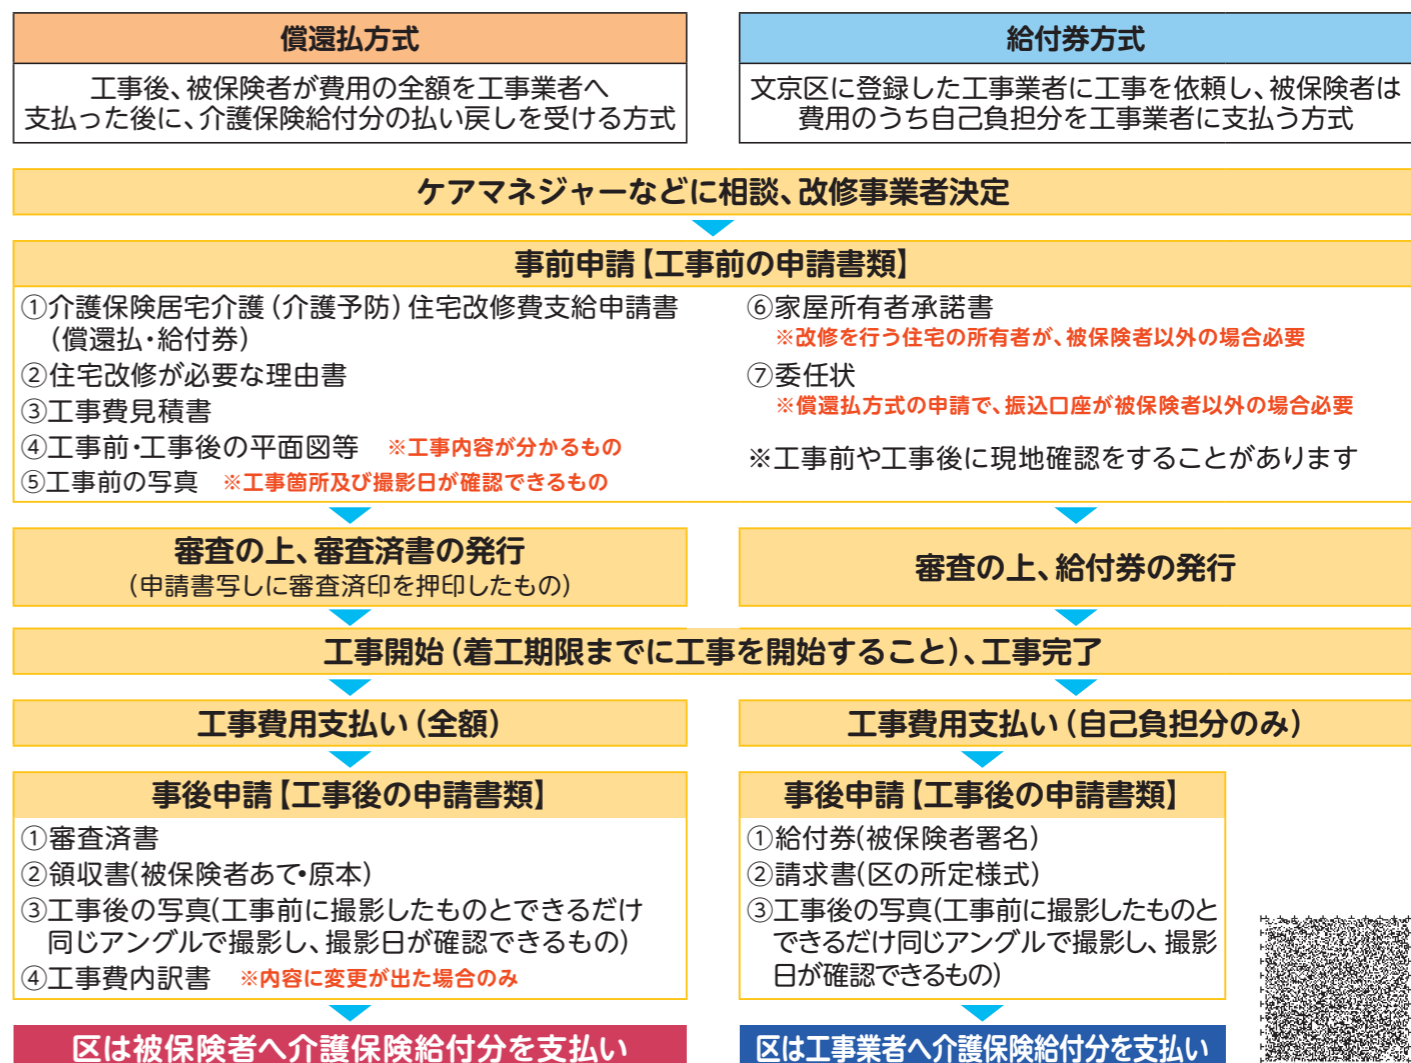 償還払方式
工事後、被保険者が費用の全額を工事業者へ
支払った後に、介護保険給付分の払い戻しを受ける方式
給付券方式
文京区に登録した工事業者に工事を依頼し、被保険者は
費用のうち自己負担分を工事業者に支払う方式
ケアマネジャーなどに相談、改修事業者決定
事前申請【工事前の申請書類】
①介護保険居宅介護(介護予防)住宅改修費支給申請書
(償還払・給付券)
②住宅改修が必要な理由書
③工事費見積書
④工事前・工事後の平面図等 ※工事内容が分かるもの
⑤工事前の写真 ※工事箇所及び撮影日が確認できるもの
⑥家屋所有者承諾書
※改修を行う住宅の所有者が、被保険者以外の場合必要
⑦委任状
※償還払方式の申請で、振込口座が被保険者以外の場合必要
※工事前や工事後に現地確認をすることがあります
審査の上、審査済書の発行
(申請書写しに審査済印を押印したもの)
審査の上、給付券の発行
工事開始(着工期限までに工事を開始すること)、工事完了
工事費用支払い(全額)
工事費用支払い(自己負担分のみ)
事後申請【工事後の申請書類】
①審査済書
②領収書(被保険者あて・原本)
③工事後の写真(工事前に撮影したものとできるだけ
同じアングルで撮影し、撮影日が確認できるもの)
④工事費内訳書 ※内容に変更が出た場合のみ
事後申請【工事後の申請書類】
①給付券(被保険者署名)
②請求書(区の所定様式)
③工事後の写真(工事前に撮影したものと
できるだけ同じアングルで撮影し、撮影
日が確認できるもの)
区は被保険者へ介護保険給付分を支払い
区は工事業者へ介護保険給付分を支払い